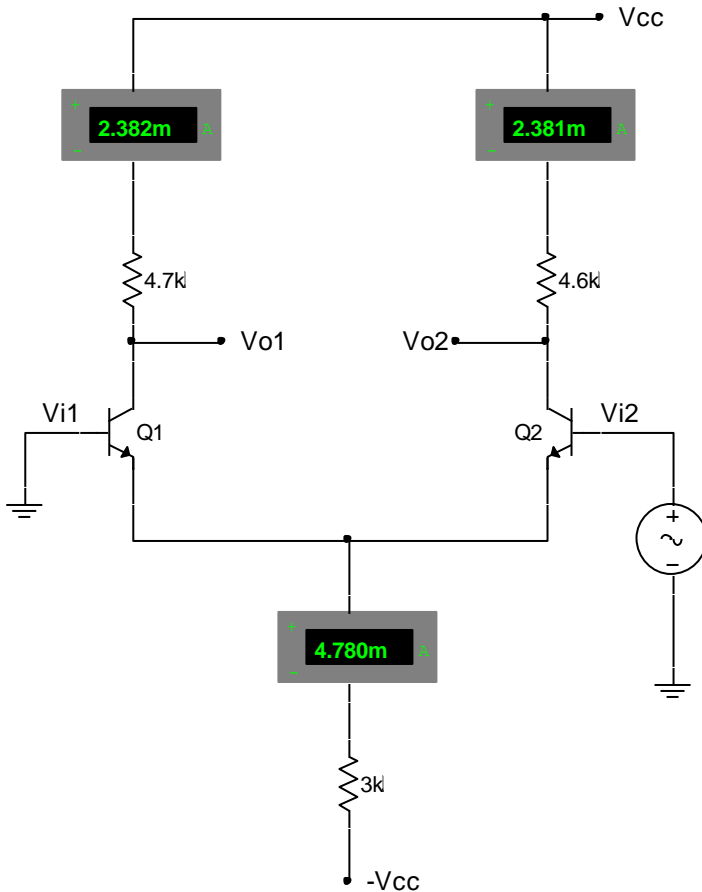 Vcc
+
2.382m A
-
+
2.381m A
-
4.7k
4.6k
Vo1
Vo2
Vi1
Q1
Q2
Vi2
+
-
+
4.780m A
-
3k
-Vcc